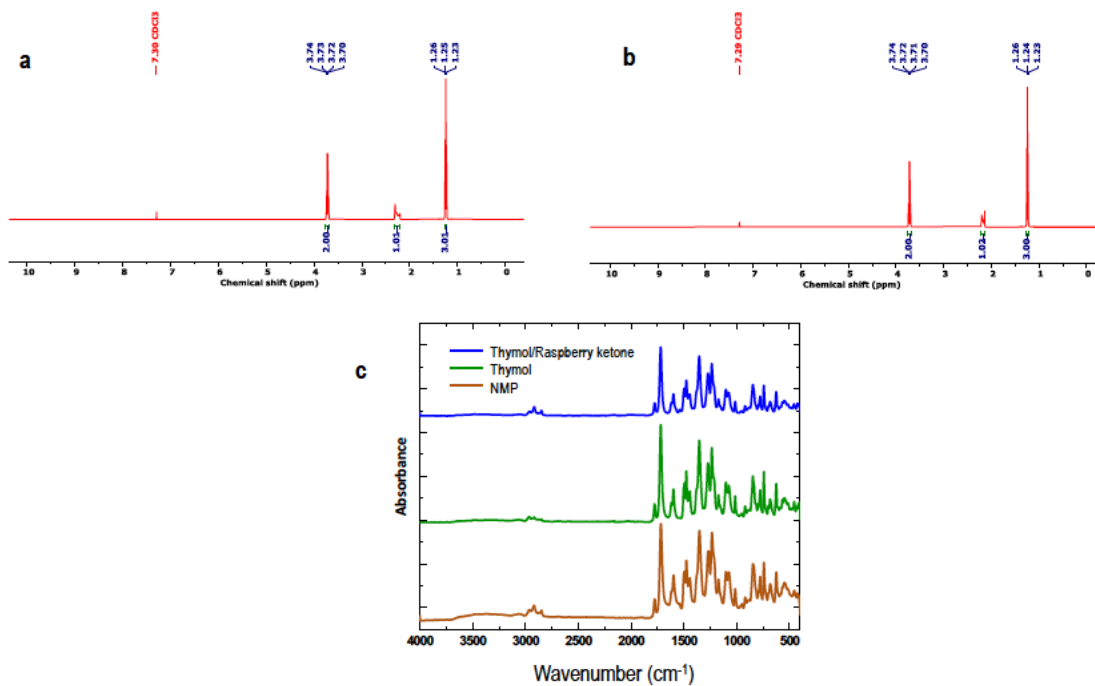 a
7.30 CDCl3
3.74
3.73
3.72
3.70
1.26
1.25
1.23
2.00
1.01
3.01
10 9 8 7 6 5 4 3 2 1 0
Chemical shift (ppm)
b
7.29 CDCl3
3.74
3.72
3.71
3.70
1.26
1.24
1.23
2.00
1.02
3.00
10 9 8 7 6 5 4 3 2 1 0
Chemical shift (ppm)
c
Thymol/Raspberry ketone
Thymol
NMP
Absorbance
4000 3500 3000 2500 2000 1500 1000 500
Wavenumber (cm⁻¹)